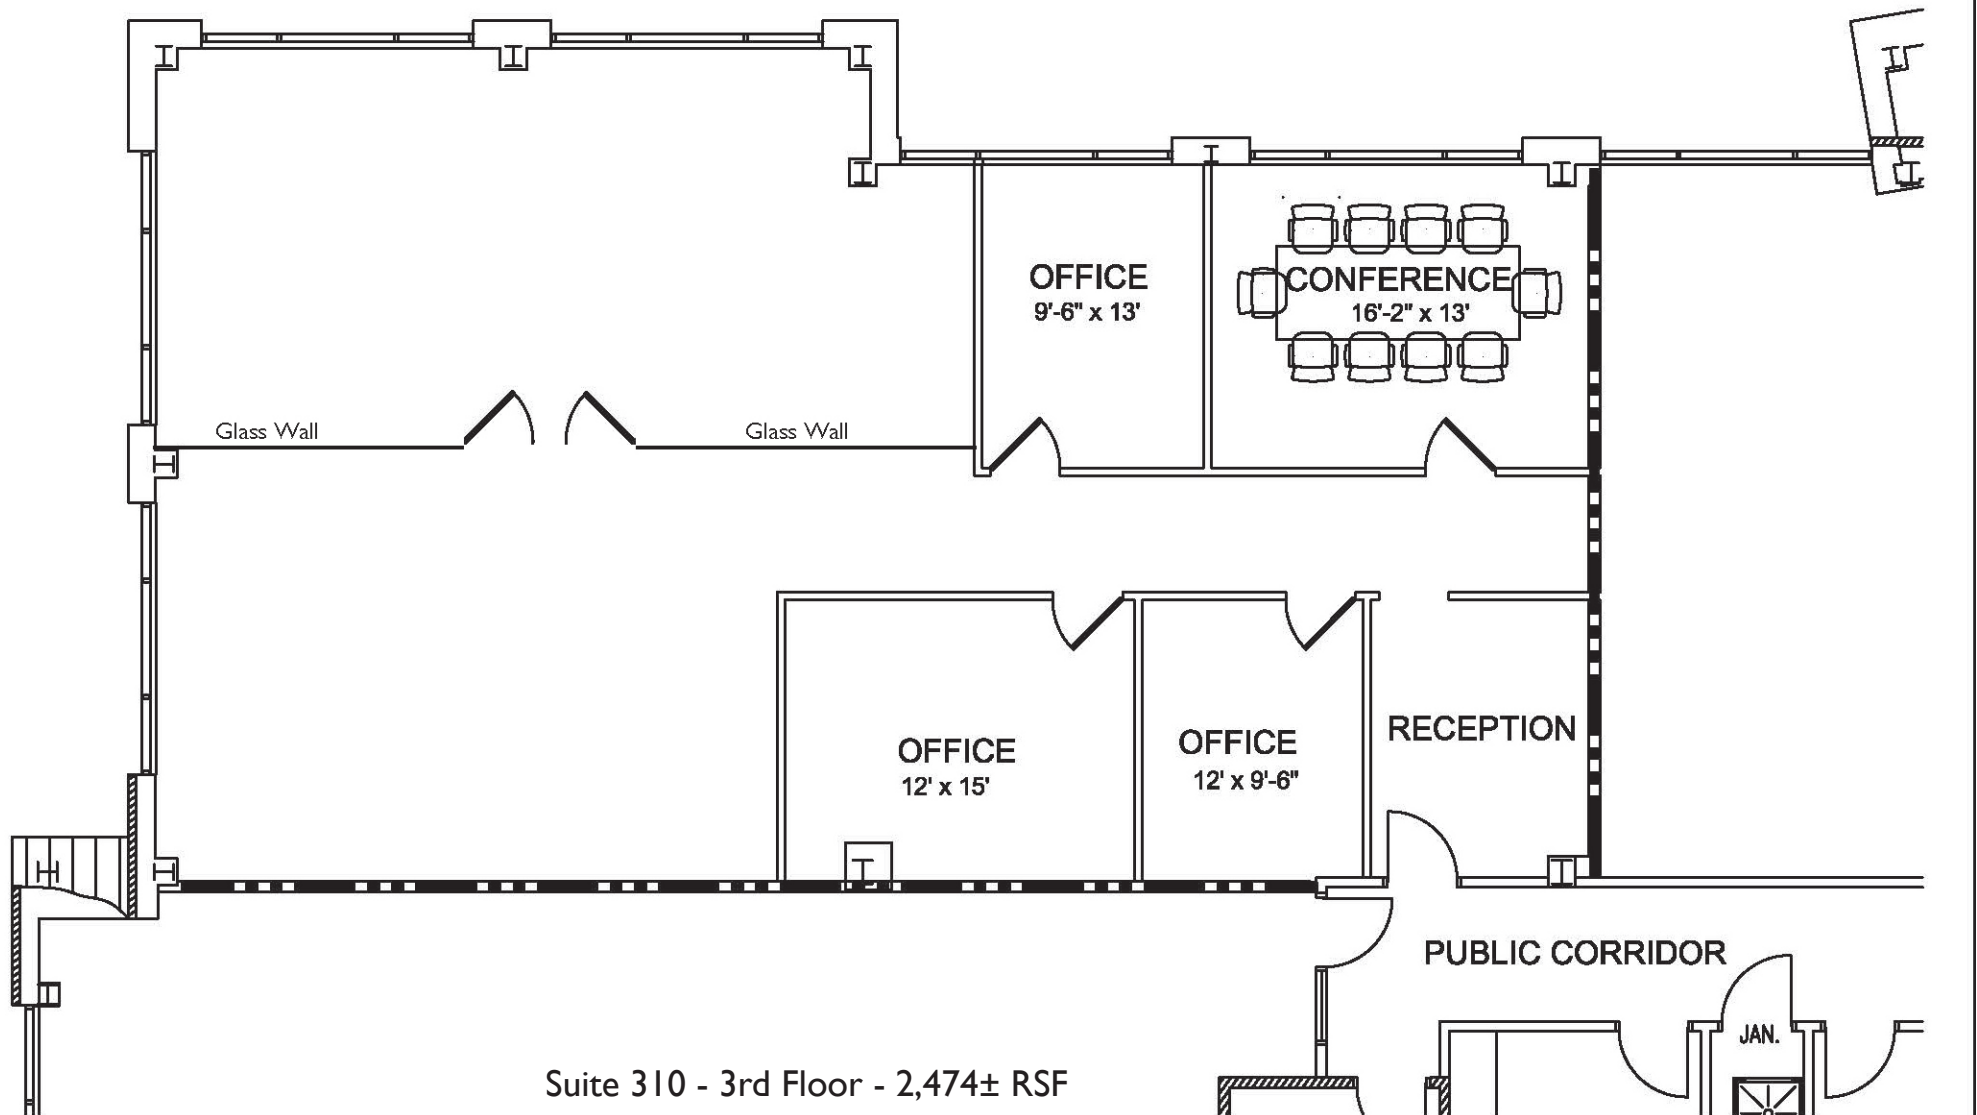 OFFICE
9'-6" x 13'
CONFERENCE
16'-2" x 13'
Glass Wall
Glass Wall
OFFICE
12' x 15'
OFFICE
12' x 9'-6"
RECEPTION
PUBLIC CORRIDOR
JAN.
Suite 310 - 3rd Floor - 2,474± RSF